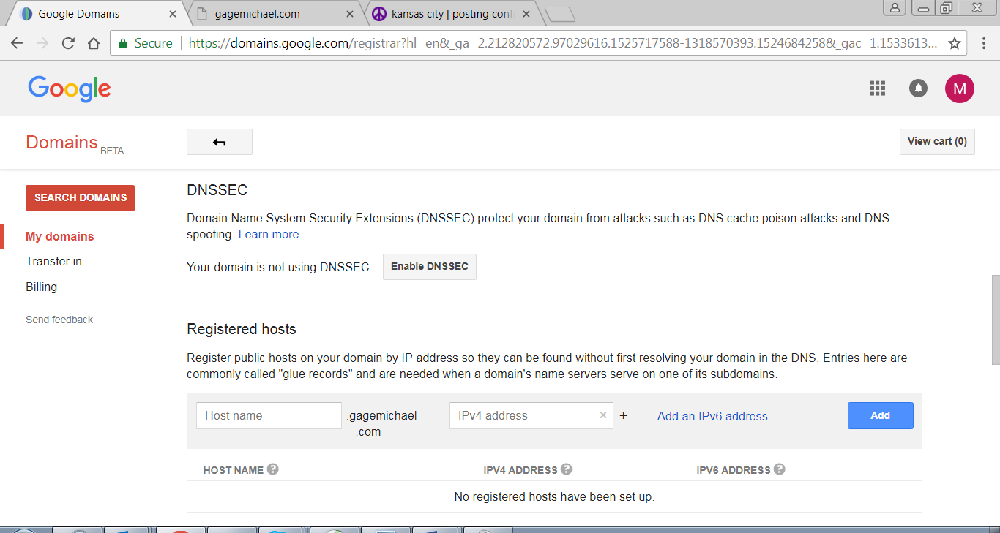 Google Domains
gagemichael.com
kansas city | posting conf
Secure
https://domains.google.com/registrar?hl=en&_ga=2.212820572.97029616.1525717588-1318570393.1524684258&_gac=1.1533613...
Google
M
Domains BETA
View cart (0)
SEARCH DOMAINS
My domains
Transfer in
Billing
Send feedback
DNSSEC
Domain Name System Security Extensions (DNSSEC) protect your domain from attacks such as DNS cache poison attacks and DNS
spoofing. Learn more
Your domain is not using DNSSEC. Enable DNSSEC
Registered hosts
Register public hosts on your domain by IP address so they can be found without first resolving your domain in the DNS. Entries here are
commonly called "glue records" and are needed when a domain's name servers serve on one of its subdomains.
Host name .gagemichael IPv4 address × + Add an IPv6 address Add
.com
HOST NAME ? IPV4 ADDRESS ? IPV6 ADDRESS ?
No registered hosts have been set up.